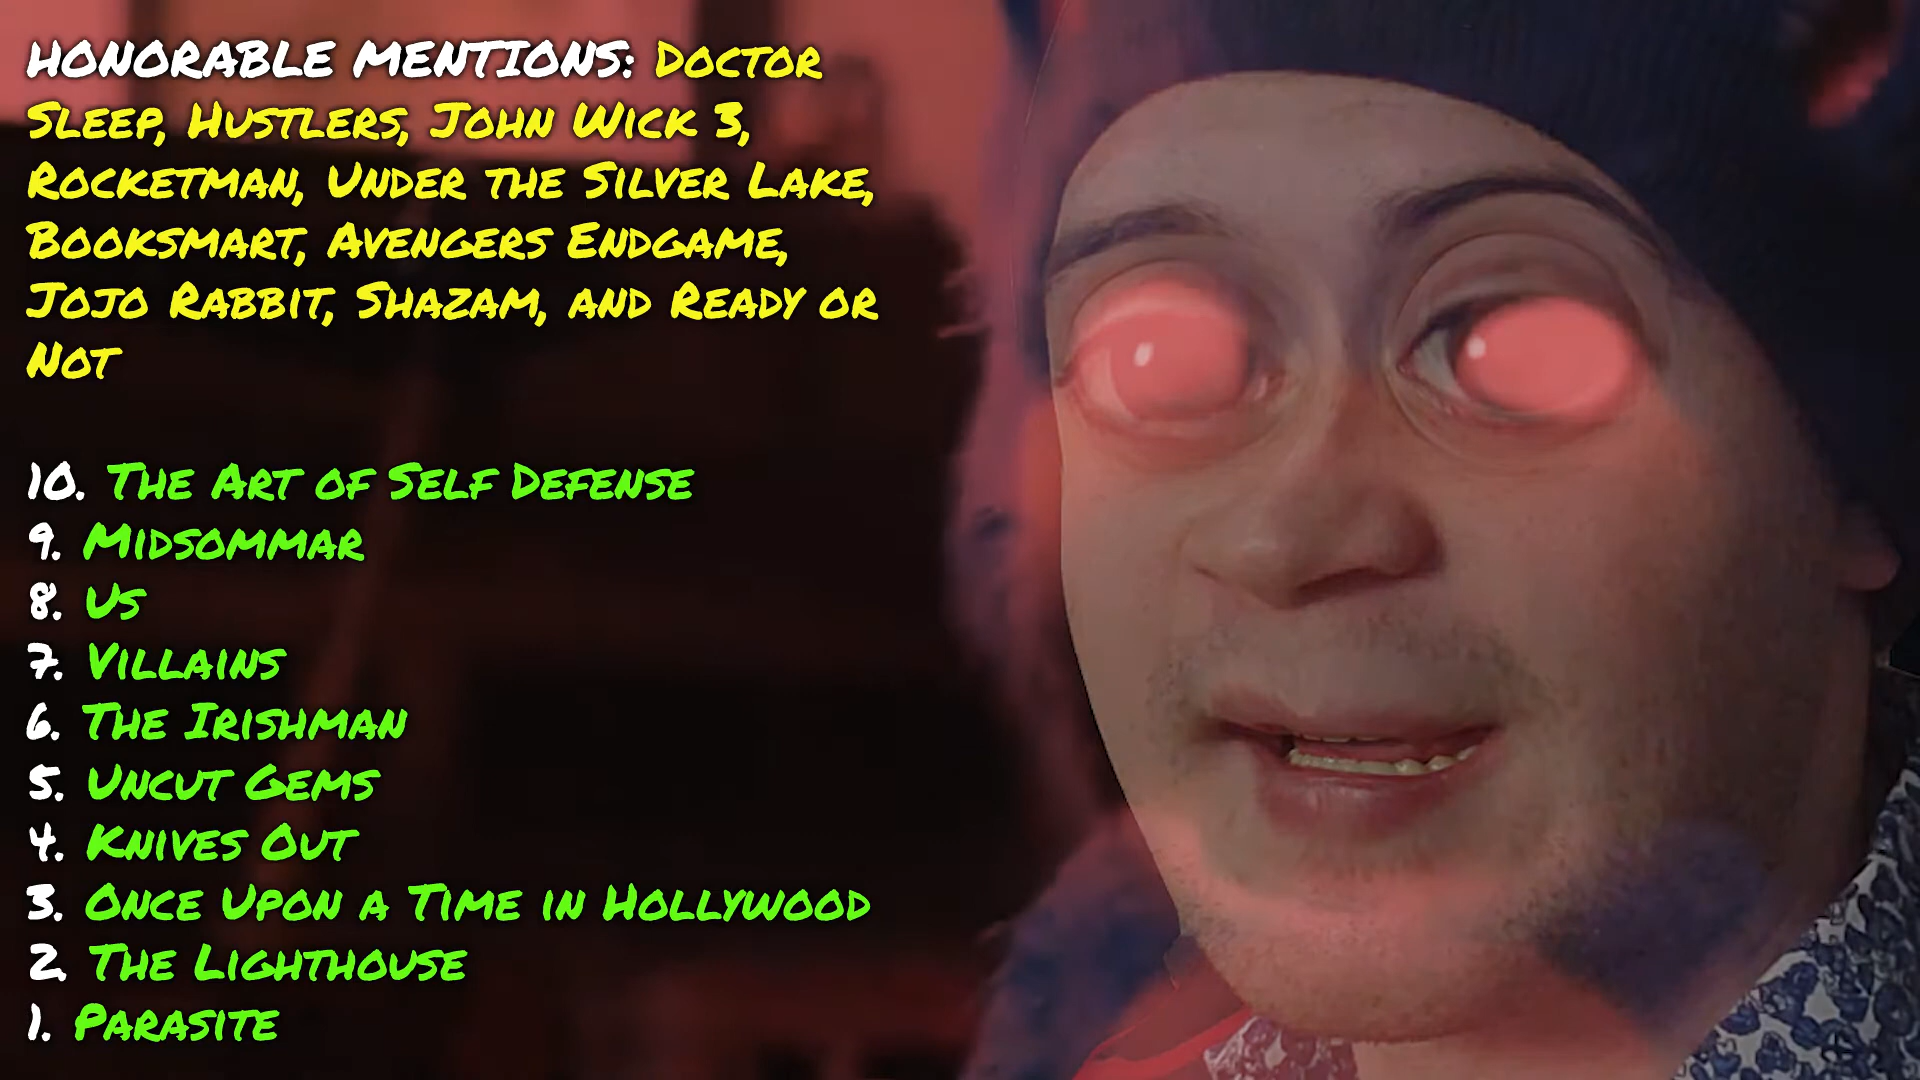 HONORABLE MENTIONS: DOCTOR
SLEEP, HUSTLERS, JOHN WICK 3,
ROCKETMAN, UNDER THE SILVER LAKE,
BOOKSMART, AVENGERS ENDGAME,
JOJO RABBIT, SHAZAM, AND READY OR
NOT
10. THE ART OF SELF DEFENSE
9. MIDSOMMAR
8. US
7. VILLAINS
6. THE IRISHMAN
5. UNCUT GEMS
4. KNIVES OUT
3. ONCE UPON A TIME IN HOLLYWOOD
2. THE LIGHTHOUSE
1. PARASITE